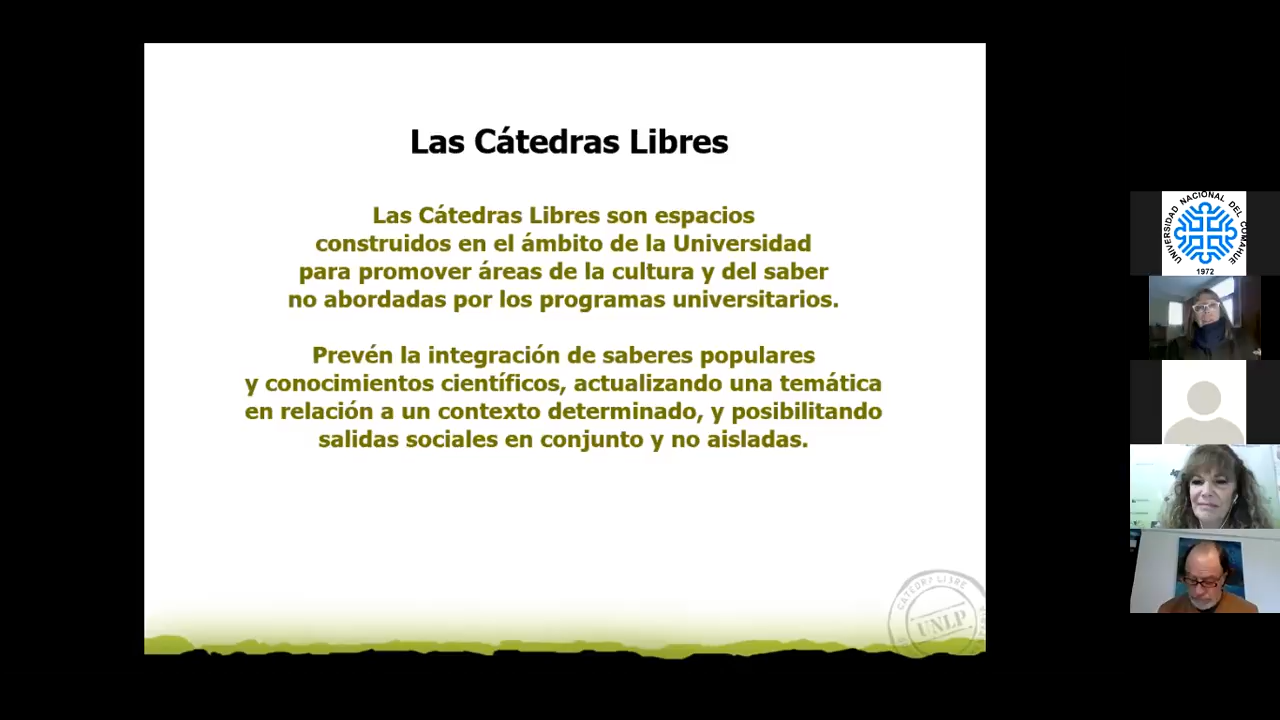 Las Cátedras Libres
Las Cátedras Libres son espacios
construidos en el ámbito de la Universidad
para promover áreas de la cultura y del saber
no abordadas por los programas universitarios.
Prevén la integración de saberes populares
y conocimientos científicos, actualizando una temática
en relación a un contexto determinado, y posibilitando
salidas sociales en conjunto y no aisladas.
CÁTEDRA LIBRE
UNLP
UNIVERSIDAD NACIONAL DEL COMAHUE
1972